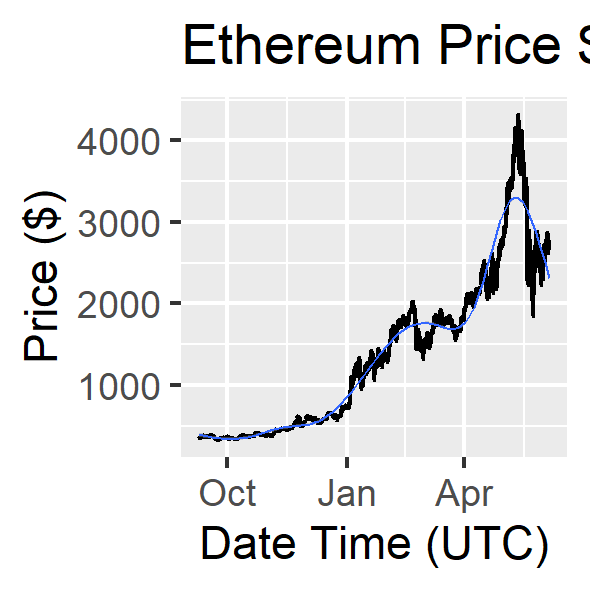 Ethereum Price
Price ($)
4000
3000
2000
1000
Oct Jan Apr
Date Time (UTC)